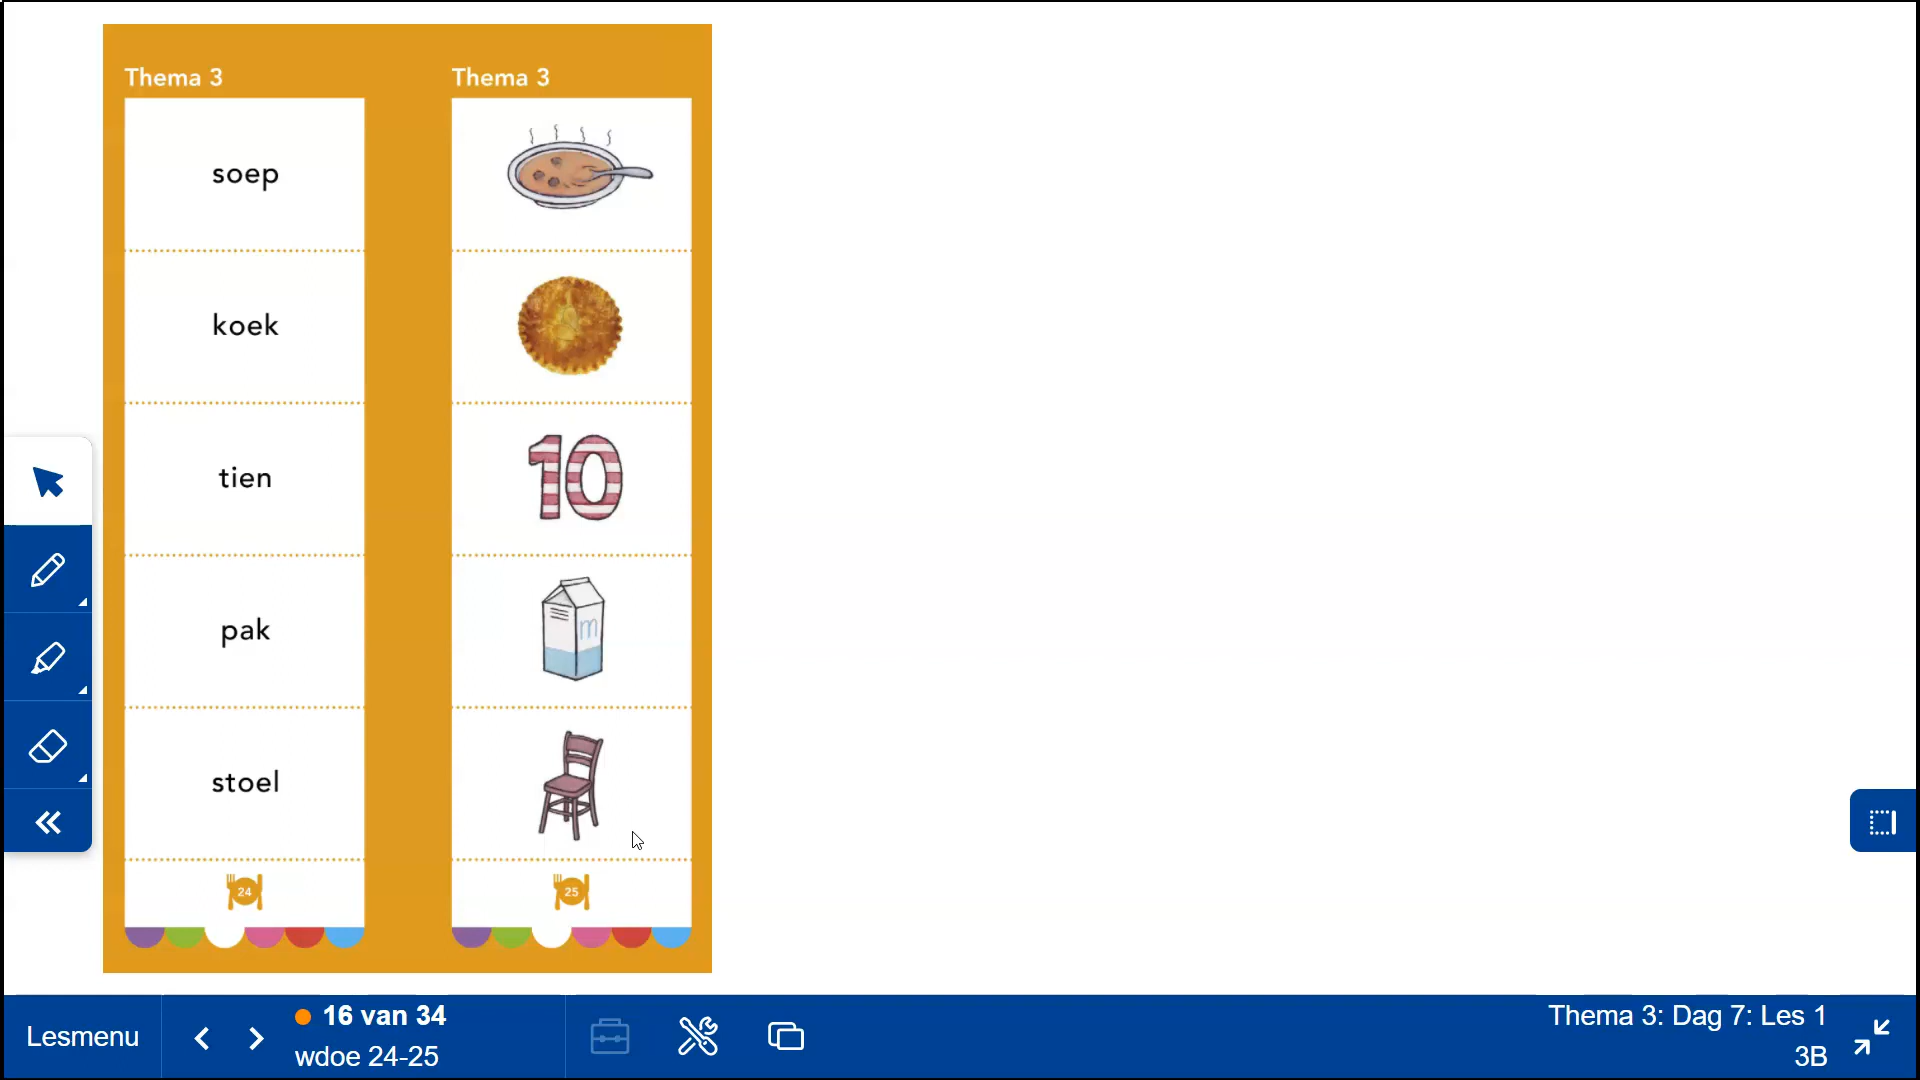 Thema 3
soep
koek
tien
pak
stoel
24
Thema 3
10
m
25
Lesmenu
16 van 34
wdoe 24-25
Thema 3: Dag 7: Les 1
3B